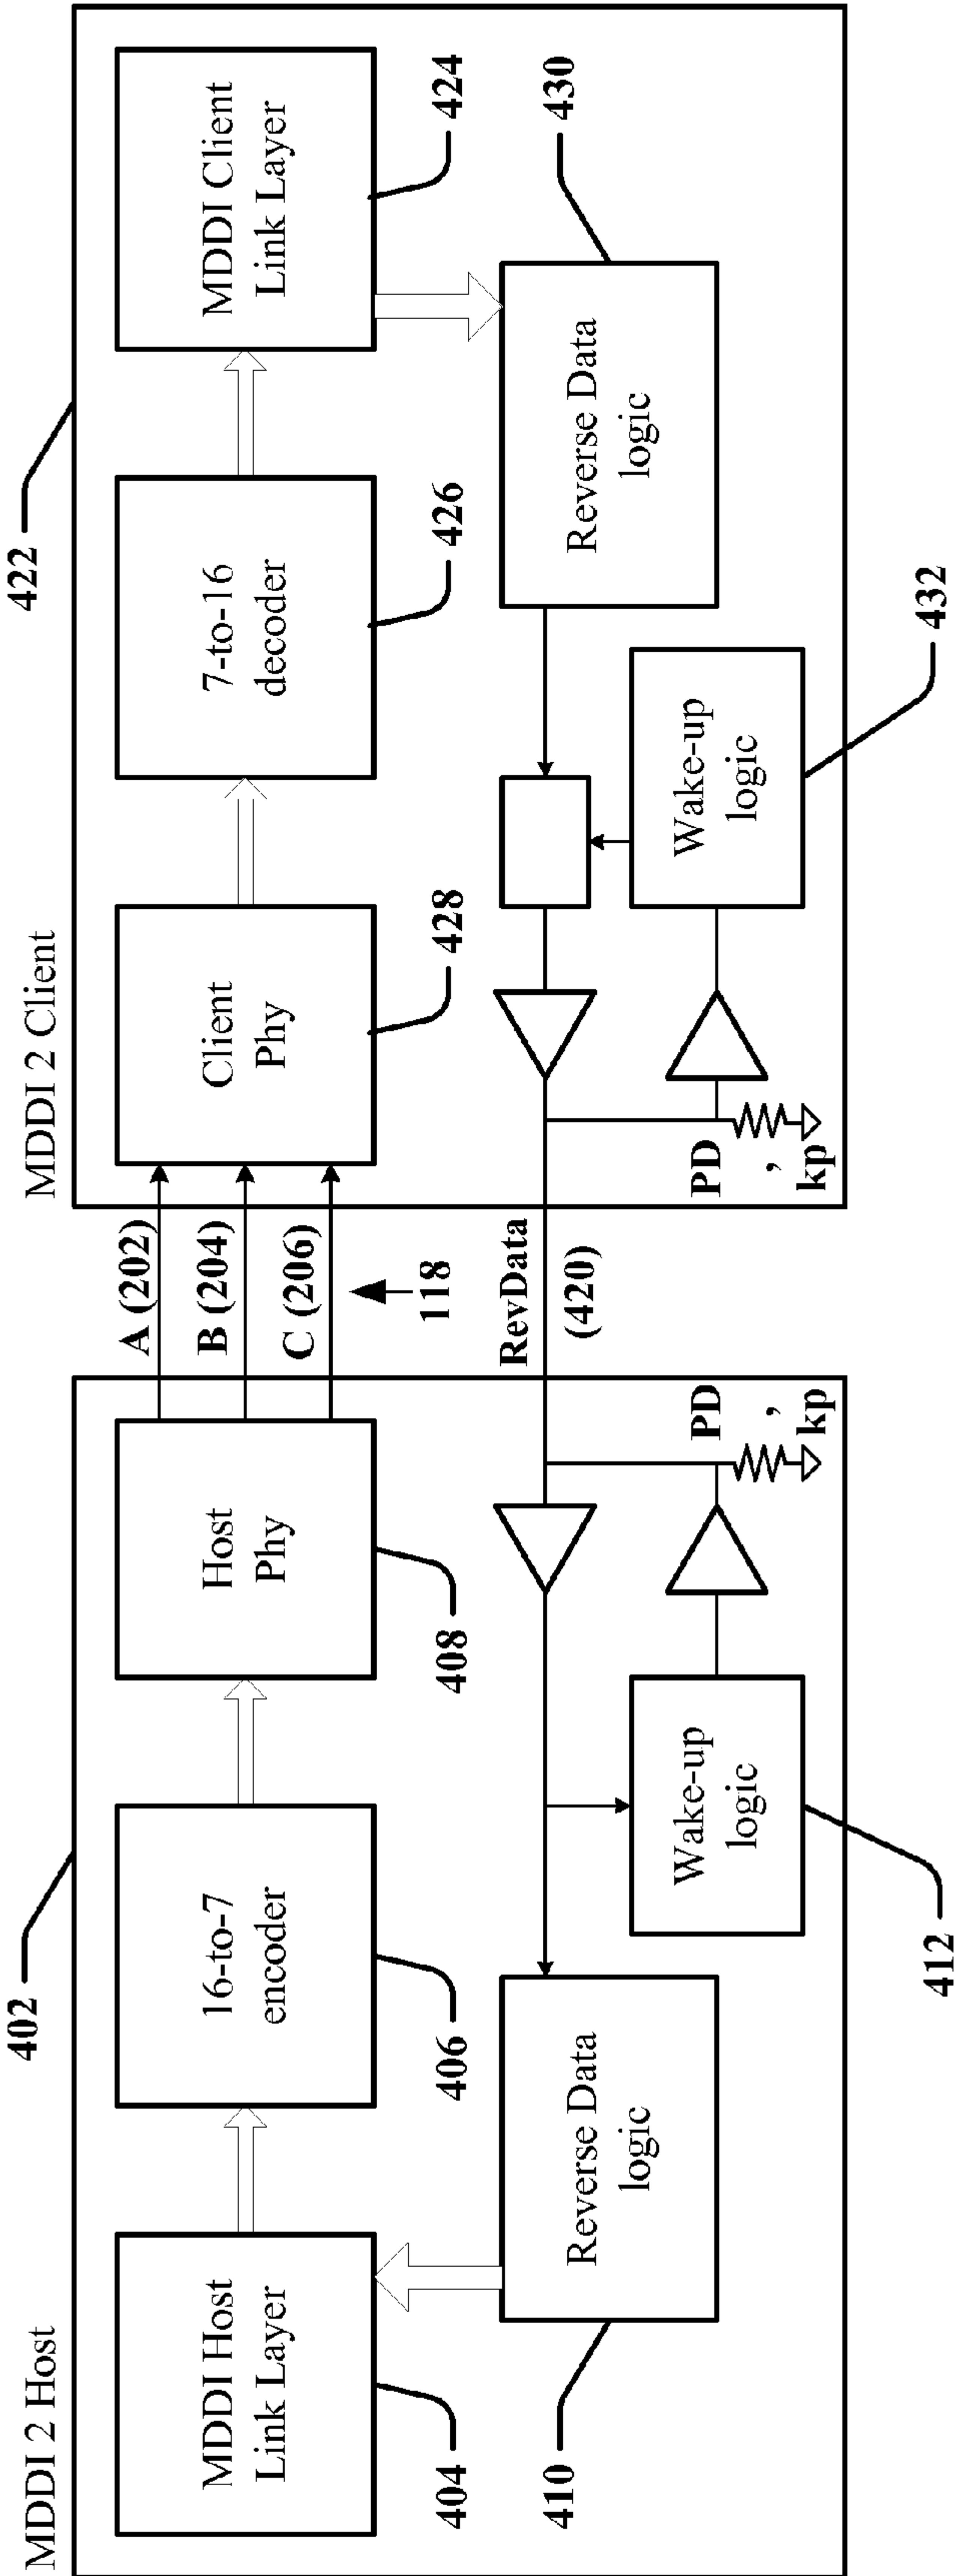 MDDI 2 Host
402
MDDI Host
Link Layer
404
16-to-7
encoder
406
Host
Phy
408
Reverse Data
logic
410
Wake-up
logic
412
PD
,
kp
A (202)
B (204)
C (206)
118
RevData
(420)
MDDI 2 Client
422
Client
Phy
428
7-to-16
decoder
426
MDDI Client
Link Layer
424
PD
,
kp
Wake-up
logic
432
Reverse Data
logic
430